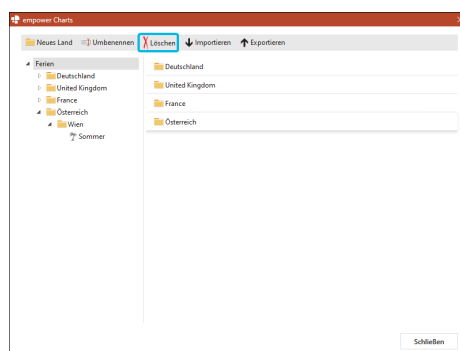 empower Charts
Neues Land Umbenennen Löschen Importieren Exportieren
Ferien
Deutschland
United Kingdom
France
Österreich
Wien
Sommer
Deutschland
United Kingdom
France
Österreich
Schließen